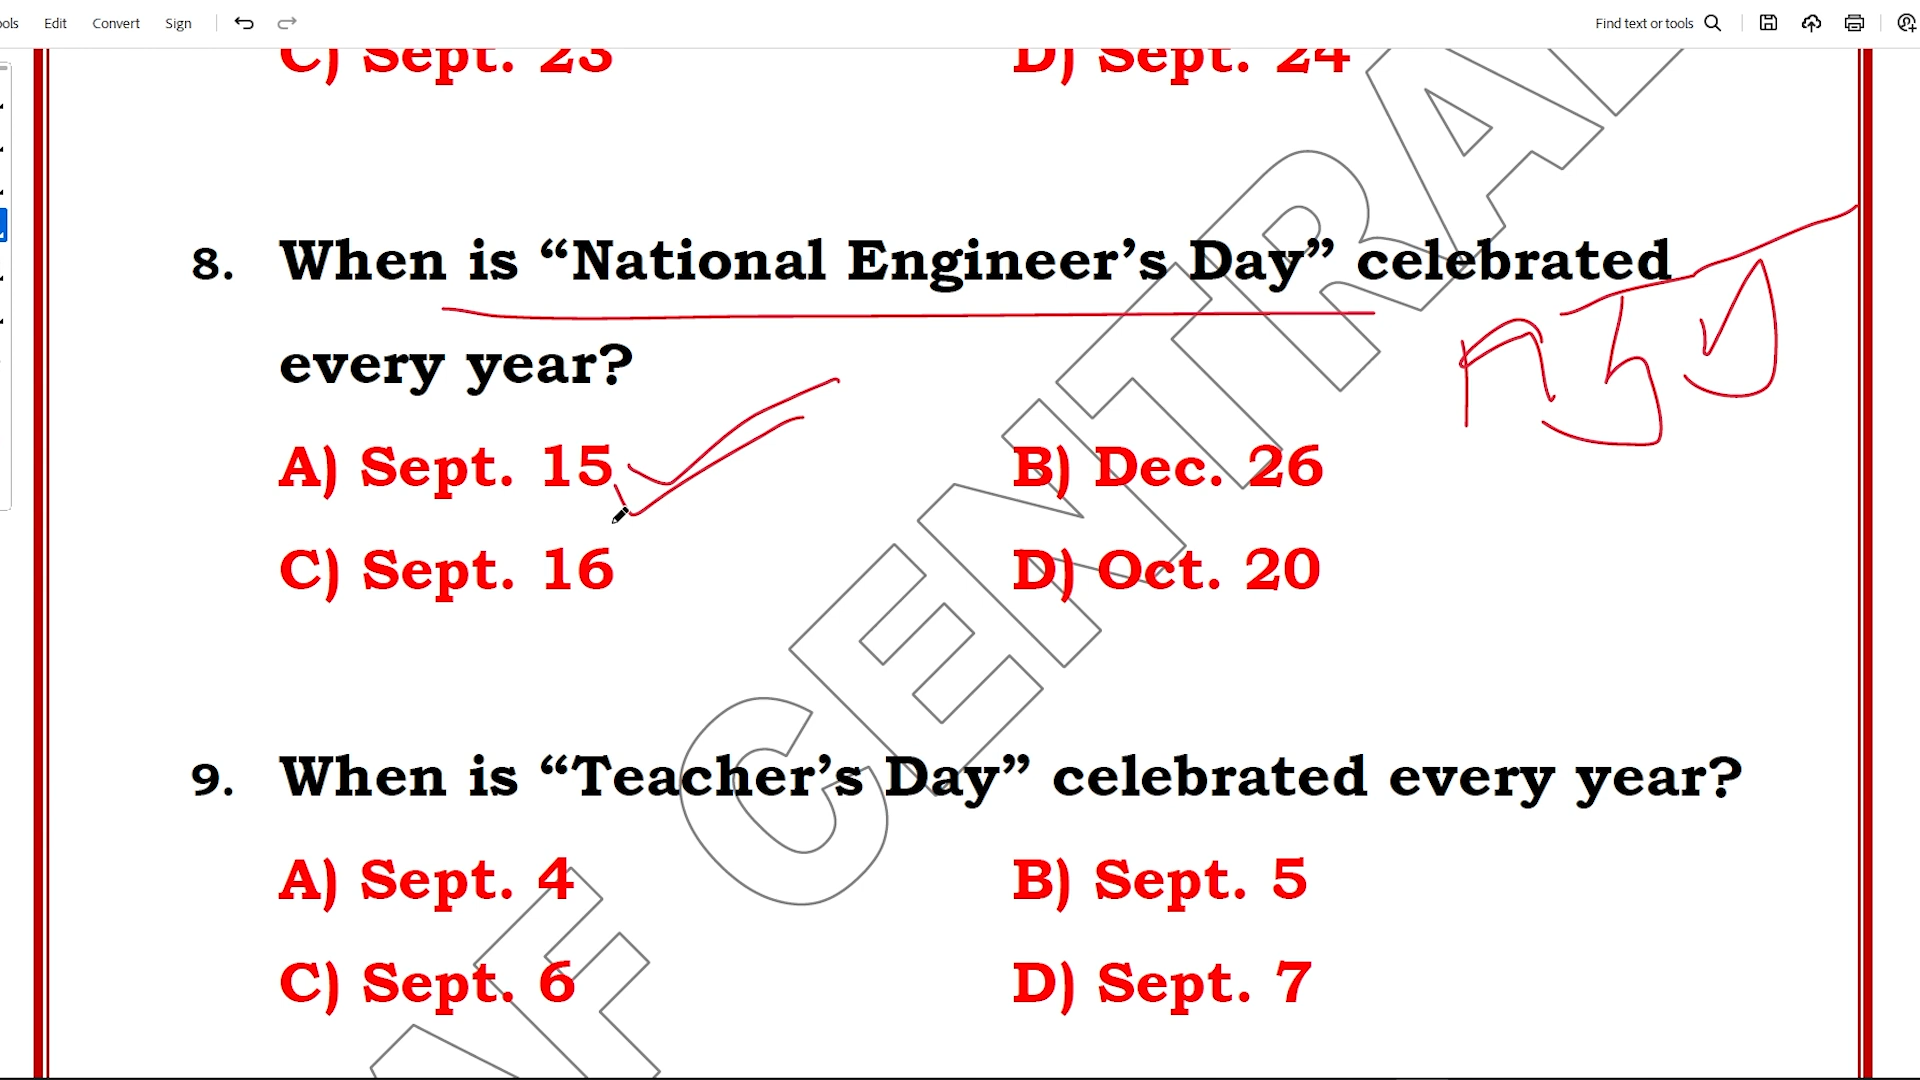 Edit Convert Sign Find text or tools
C) Sept. 23 D) Sept. 24
8. When is “National Engineer’s Day” celebrated
every year?
A) Sept. 15 B) Dec. 26
C) Sept. 16 D) Oct. 20
9. When is “Teacher’s Day” celebrated every year?
A) Sept. 4 B) Sept. 5
C) Sept. 6 D) Sept. 7
CENTRAL